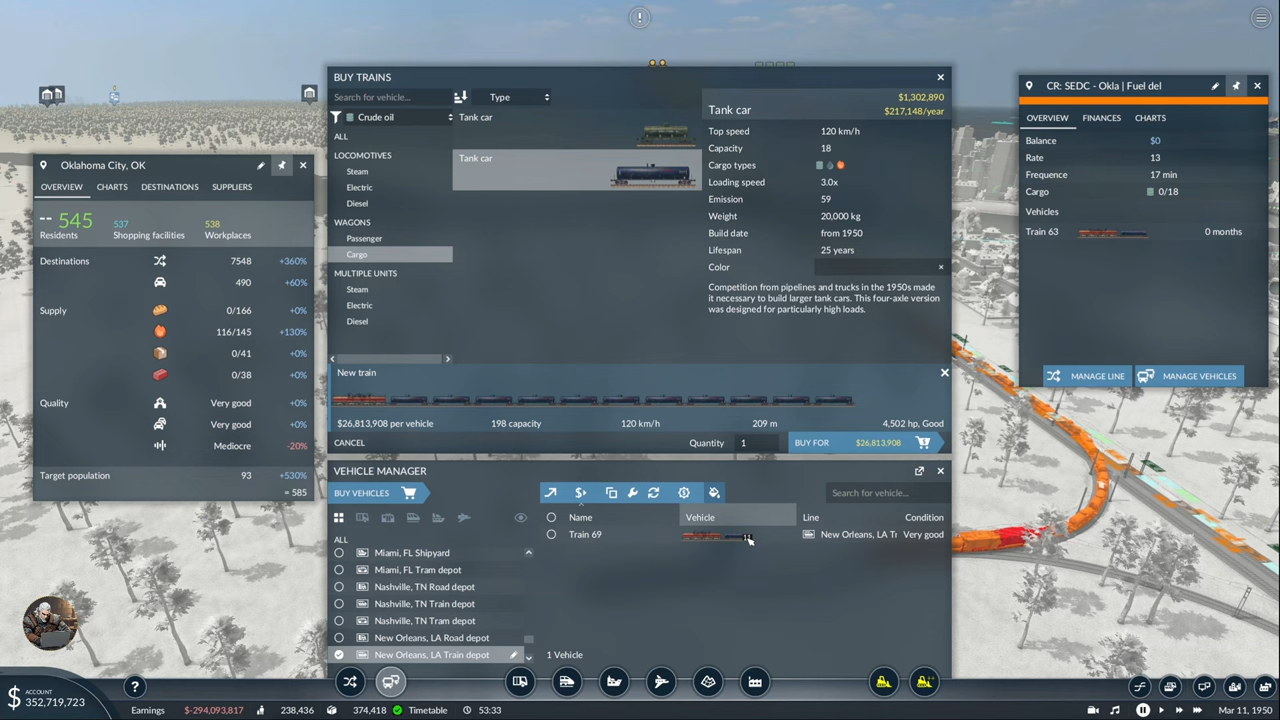 BUY TRAINS
Search for vehicle...
Type
Crude oil
ALL
LOCOMOTIVES
Steam
Electric
Diesel
WAGONS
Passenger
Cargo
MULTIPLE UNITS
Steam
Electric
Diesel
Tank car
Tank car
$1,302,890
Tank car
$217,148/year
Top speed 120 km/h
Capacity 18
Cargo types
Loading speed 3.0x
Emission 59
Weight 20,000 kg
Build date from 1950
Lifespan 25 years
Color
Competition from pipelines and trucks in the 1950s made
it necessary to build larger tank cars. This four-axle version
was designed for particularly high loads.
New train
$26,813,908 per vehicle 198 capacity 120 km/h 209 m 4,502 hp, Good
CANCEL Quantity 1 BUY FOR $26,813,908
Oklahoma City, OK
OVERVIEW CHARTS DESTINATIONS SUPPLIERS
-- 545 537 538
Residents Shopping facilities Workplaces
Destinations 7548 +360%
490 +60%
Supply 0/166 +0%
116/145 +130%
0/41 +0%
0/38 +0%
Quality Very good +0%
Very good +0%
Mediocre -20%
Target population 93 +530%
= 585
CR: SEDC - Okla | Fuel del
OVERVIEW FINANCES CHARTS
Balance $0
Rate 13
Frequency 17 min
Cargo 0/18
Vehicles
Train 63 0 months
MANAGE LINE MANAGE VEHICLES
VEHICLE MANAGER
BUY VEHICLES
Search for vehicle...
ALL
Miami, FL Shipyard
Miami, FL Tram depot
Nashville, TN Road depot
Nashville, TN Train depot
Nashville, TN Tram depot
New Orleans, LA Road depot
New Orleans, LA Train depot
Name Vehicle Line Condition
Train 69 New Orleans, LA Tr Very good
1 Vehicle
ACCOUNT
$ 352,719,723
Earnings $-294,093,817 238,436 374,418 Timetable 53:33 Mar 11, 1950